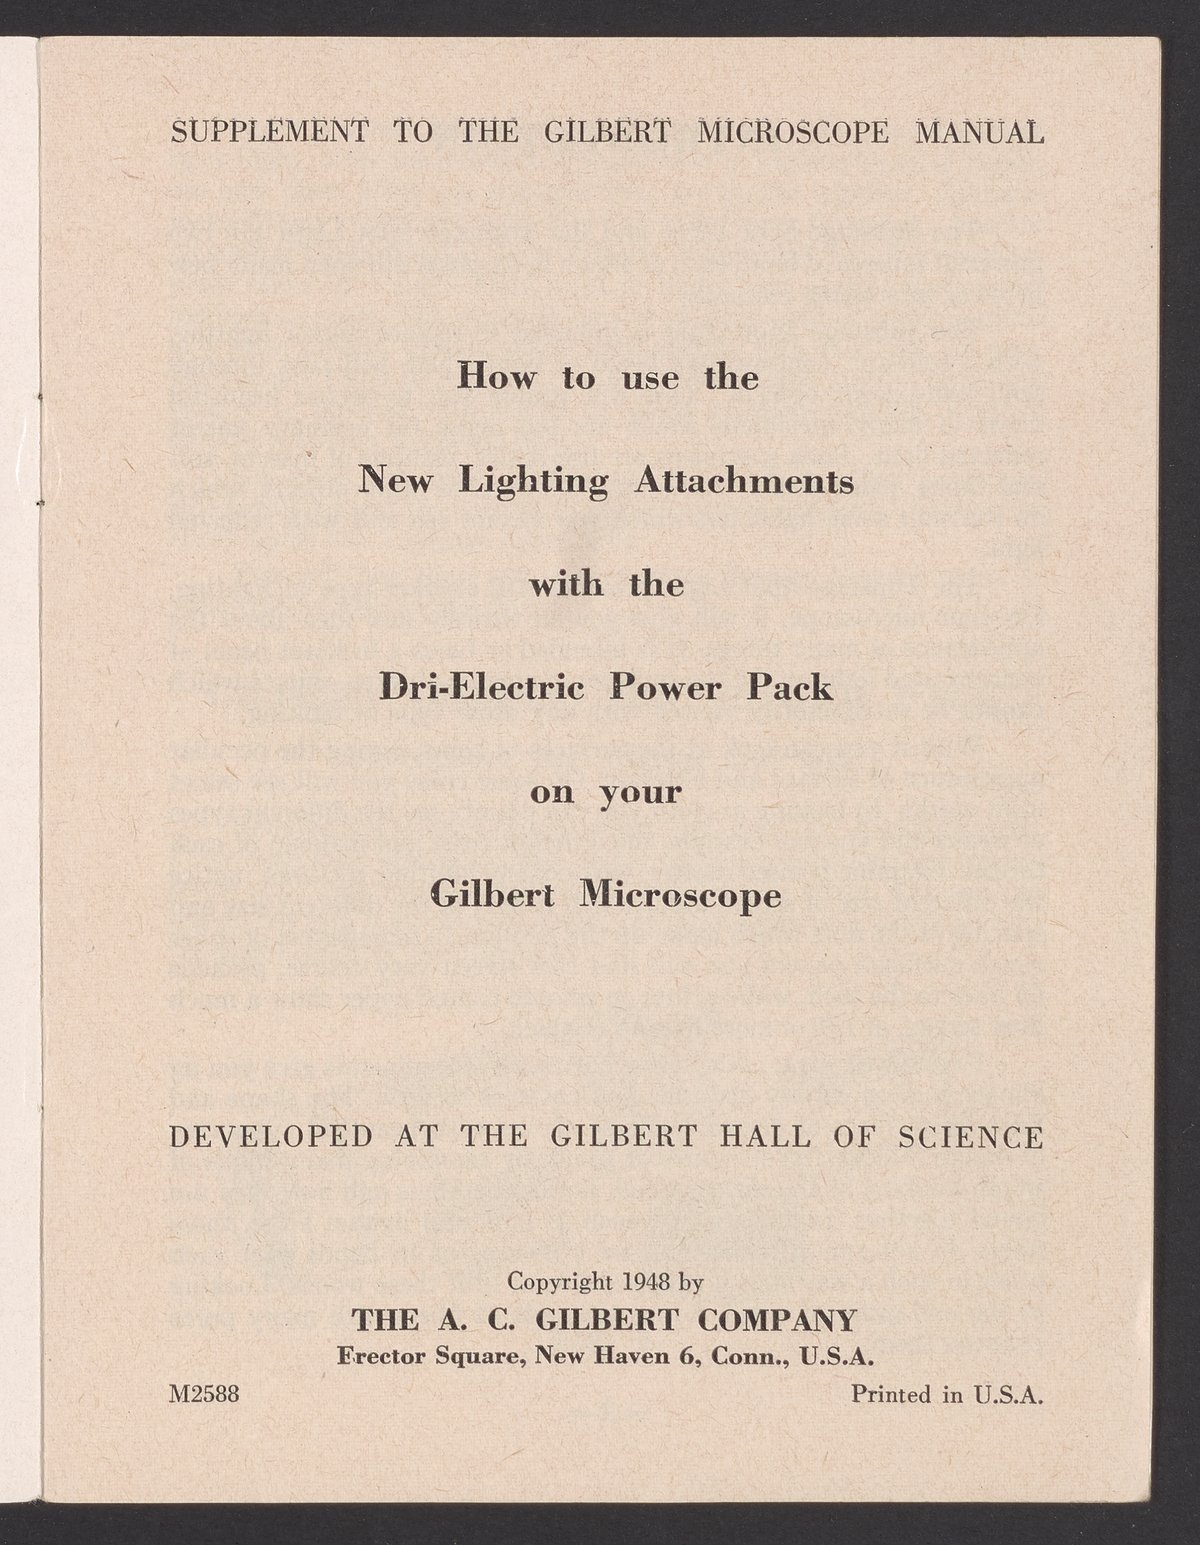 SUPPLEMENT TO THE GILBERT MICROSCOPE MANUAL
How to use the
New Lighting Attachments
with the
Dri-Electric Power Pack
on your
Gilbert Microscope
DEVELOPED AT THE GILBERT HALL OF SCIENCE
Copyright 1948 by
THE A. C. GILBERT COMPANY
Erector Square, New Haven 6, Conn., U.S.A.
M2588 Printed in U.S.A.